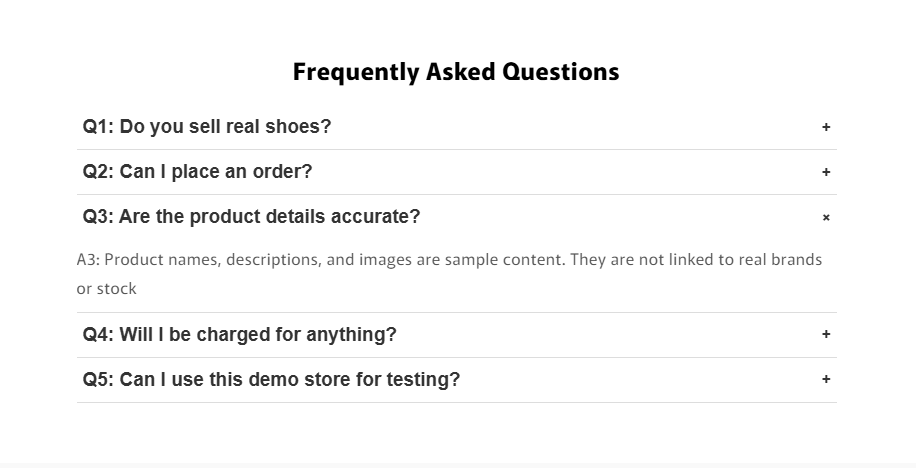 Frequently Asked Questions
Q1: Do you sell real shoes? +
Q2: Can I place an order? +
Q3: Are the product details accurate? ×
A3: Product names, descriptions, and images are sample content. They are not linked to real brands
or stock
Q4: Will I be charged for anything? +
Q5: Can I use this demo store for testing? +